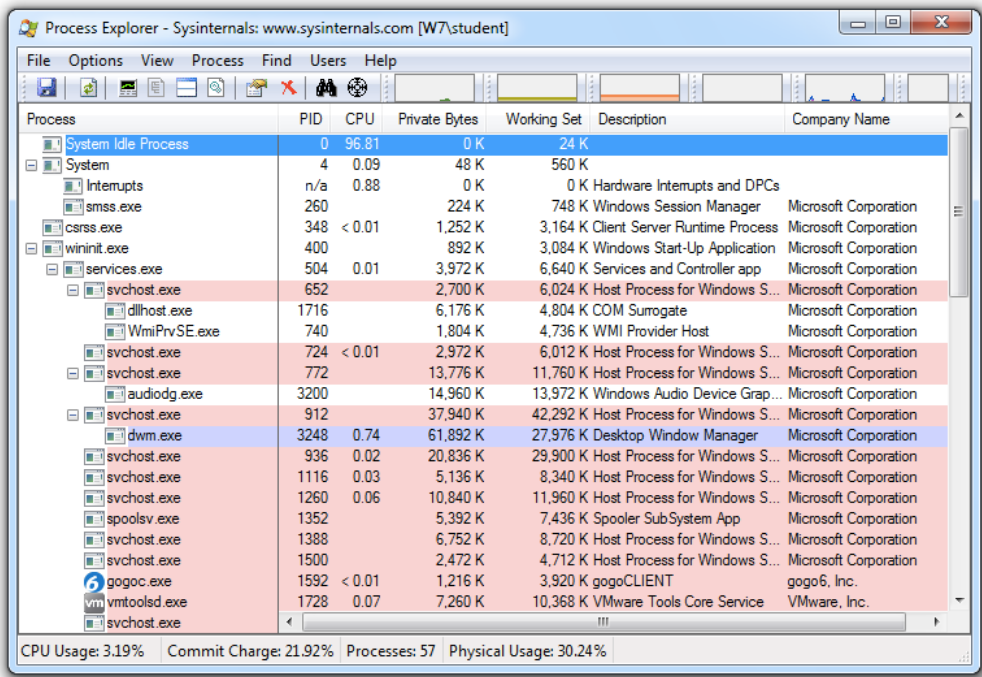 Process Explorer - Sysinternals: www.sysinternals.com [W7\student]
File Options View Process Find Users Help
Process PID CPU Private Bytes Working Set Description Company Name
System Idle Process 0 96.81 0 K 24 K
System 4 0.09 48 K 560 K
Interrupts n/a 0.88 0 K 0 K Hardware Interrupts and DPCs
smss.exe 260 224 K 748 K Windows Session Manager Microsoft Corporation
csrss.exe 348 < 0.01 1,252 K 3,164 K Client Server Runtime Process Microsoft Corporation
wininit.exe 400 892 K 3,084 K Windows Start-Up Application Microsoft Corporation
services.exe 504 0.01 3,972 K 6,640 K Services and Controller app Microsoft Corporation
svchost.exe 652 2,700 K 6,024 K Host Process for Windows S... Microsoft Corporation
dllhost.exe 1716 6,176 K 4,804 K COM Surrogate Microsoft Corporation
WmiPrvSE.exe 740 1,804 K 4,736 K WMI Provider Host Microsoft Corporation
svchost.exe 724 < 0.01 2,972 K 6,012 K Host Process for Windows S... Microsoft Corporation
svchost.exe 772 13,776 K 11,760 K Host Process for Windows S... Microsoft Corporation
audiodg.exe 3200 14,960 K 13,972 K Windows Audio Device Grap... Microsoft Corporation
svchost.exe 912 37,940 K 42,292 K Host Process for Windows S... Microsoft Corporation
dwm.exe 3248 0.74 61,892 K 27,976 K Desktop Window Manager Microsoft Corporation
svchost.exe 936 0.02 20,836 K 29,900 K Host Process for Windows S... Microsoft Corporation
svchost.exe 1116 0.03 5,136 K 8,340 K Host Process for Windows S... Microsoft Corporation
svchost.exe 1260 0.06 10,840 K 11,960 K Host Process for Windows S... Microsoft Corporation
spoolsv.exe 1352 5,392 K 7,436 K Spooler SubSystem App Microsoft Corporation
svchost.exe 1388 6,752 K 8,720 K Host Process for Windows S... Microsoft Corporation
svchost.exe 1500 2,472 K 4,712 K Host Process for Windows S... Microsoft Corporation
6 gogoc.exe 1592 < 0.01 1,216 K 3,920 K gogoCLIENT gogo6, Inc.
vm vmtoolsd.exe 1728 0.07 7,260 K 10,368 K VMware Tools Core Service VMware, Inc.
svchost.exe
CPU Usage: 3.19% Commit Charge: 21.92% Processes: 57 Physical Usage: 30.24%